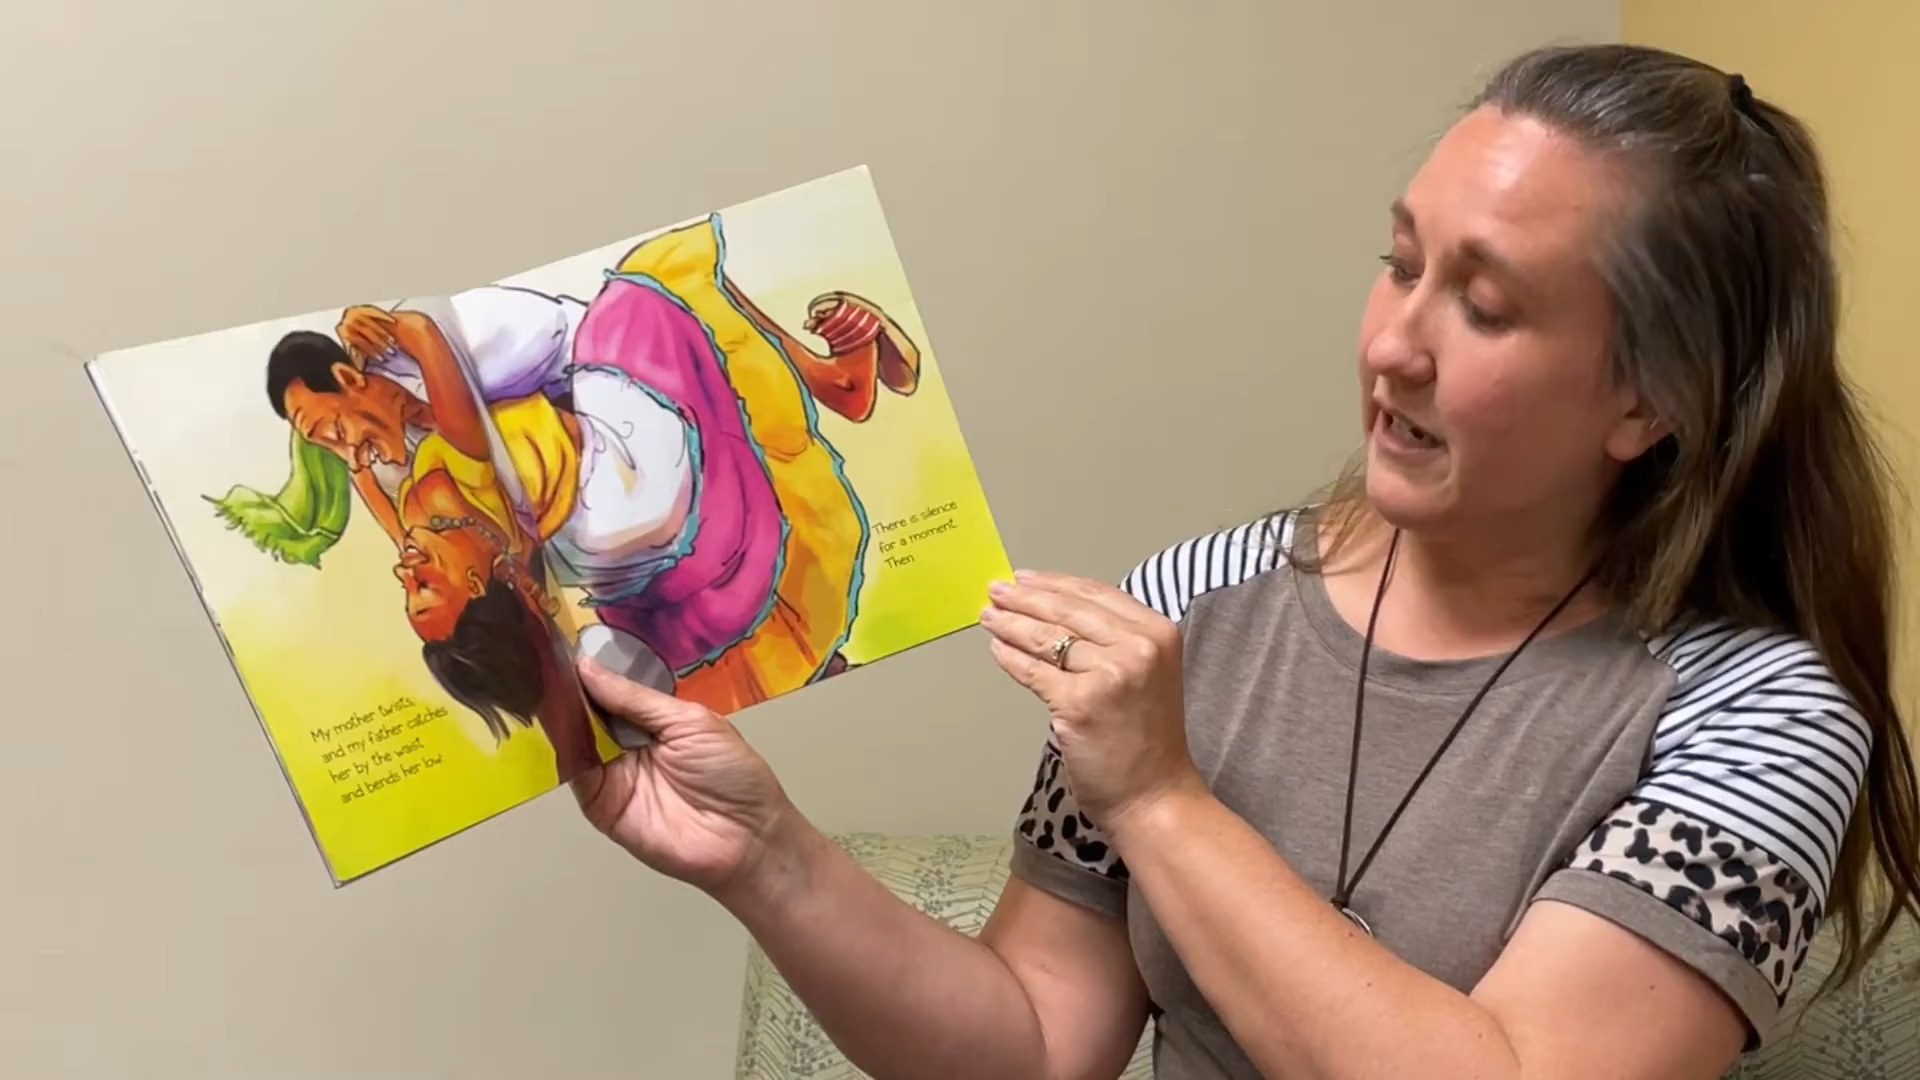 My mother twists,
and my father catches
her by the waist
and bends her low.
There is silence
for a moment.
Then